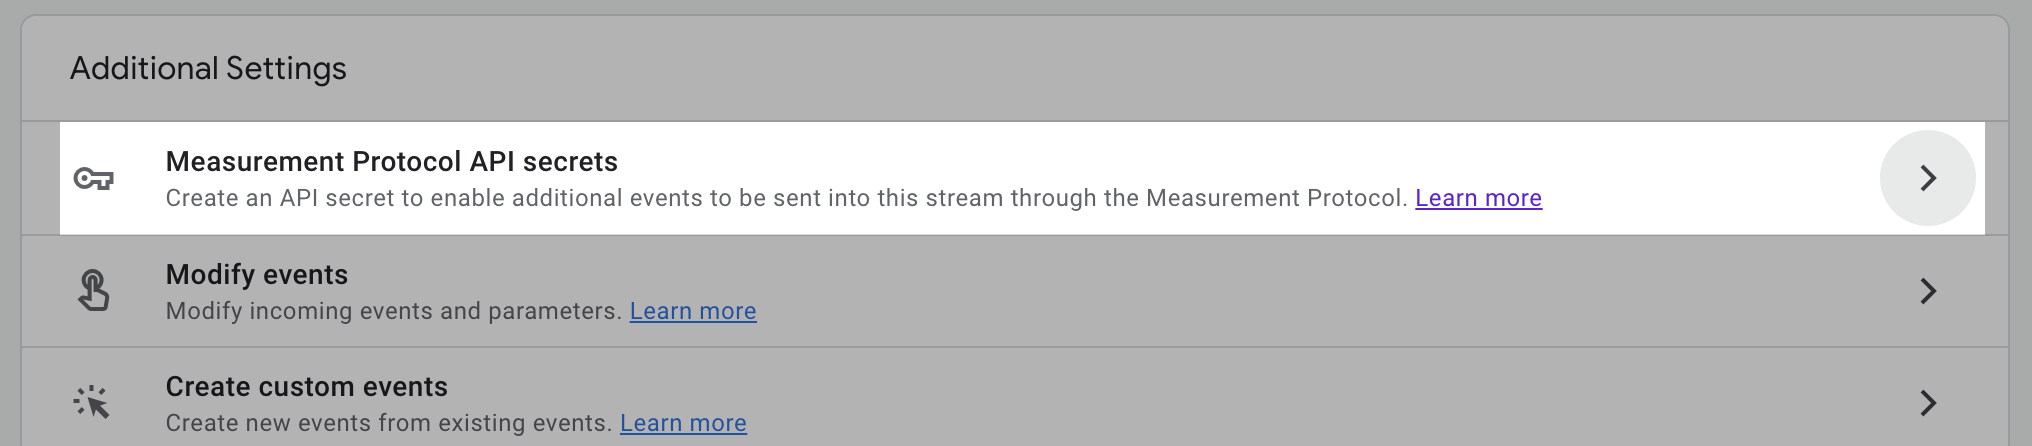 Additional Settings
Measurement Protocol API secrets
Create an API secret to enable additional events to be sent into this stream through the Measurement Protocol. Learn more
Modify events
Modify incoming events and parameters. Learn more
Create custom events
Create new events from existing events. Learn more